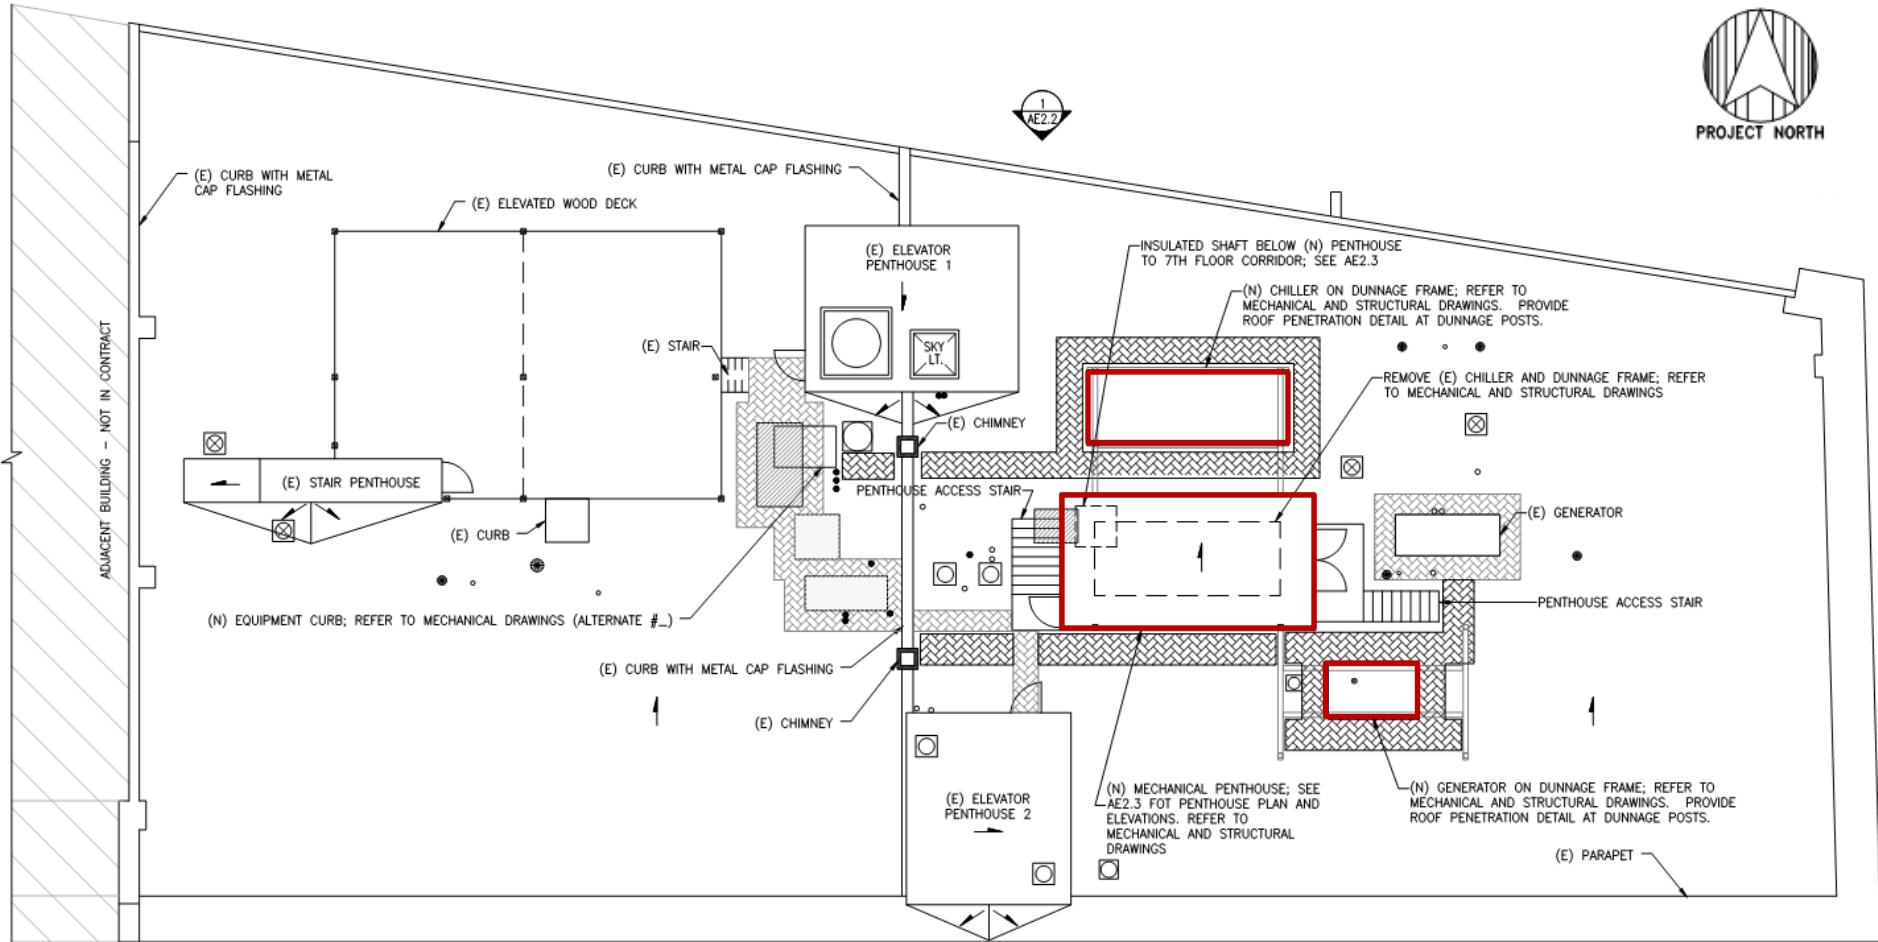 1
AE2.2
PROJECT NORTH
(E) CURB WITH METAL
CAP FLASHING
(E) CURB WITH METAL CAP FLASHING
(E) ELEVATED WOOD DECK
(E) ELEVATOR
PENTHOUSE 1
INSULATED SHAFT BELOW (N) PENTHOUSE
TO 7TH FLOOR CORRIDOR; SEE AE2.3
(N) CHILLER ON DUNNAGE FRAME; REFER TO
MECHANICAL AND STRUCTURAL DRAWINGS. PROVIDE
ROOF PENETRATION DETAIL AT DUNNAGE POSTS.
ADJACENT BUILDING - NOT IN CONTRACT
(E) STAIR
SKY
LT.
REMOVE (E) CHILLER AND DUNNAGE FRAME; REFER
TO MECHANICAL AND STRUCTURAL DRAWINGS
(E) CHIMNEY
(E) STAIR PENTHOUSE
PENTHOUSE ACCESS STAIR
(E) GENERATOR
(E) CURB
PENTHOUSE ACCESS STAIR
(N) EQUIPMENT CURB; REFER TO MECHANICAL DRAWINGS (ALTERNATE #_)
(E) CURB WITH METAL CAP FLASHING
(E) CHIMNEY
(E) ELEVATOR
PENTHOUSE 2
(N) MECHANICAL PENTHOUSE; SEE
AE2.3 FOT PENTHOUSE PLAN AND
ELEVATIONS. REFER TO
MECHANICAL AND STRUCTURAL
DRAWINGS
(N) GENERATOR ON DUNNAGE FRAME; REFER TO
MECHANICAL AND STRUCTURAL DRAWINGS. PROVIDE
ROOF PENETRATION DETAIL AT DUNNAGE POSTS.
(E) PARAPET